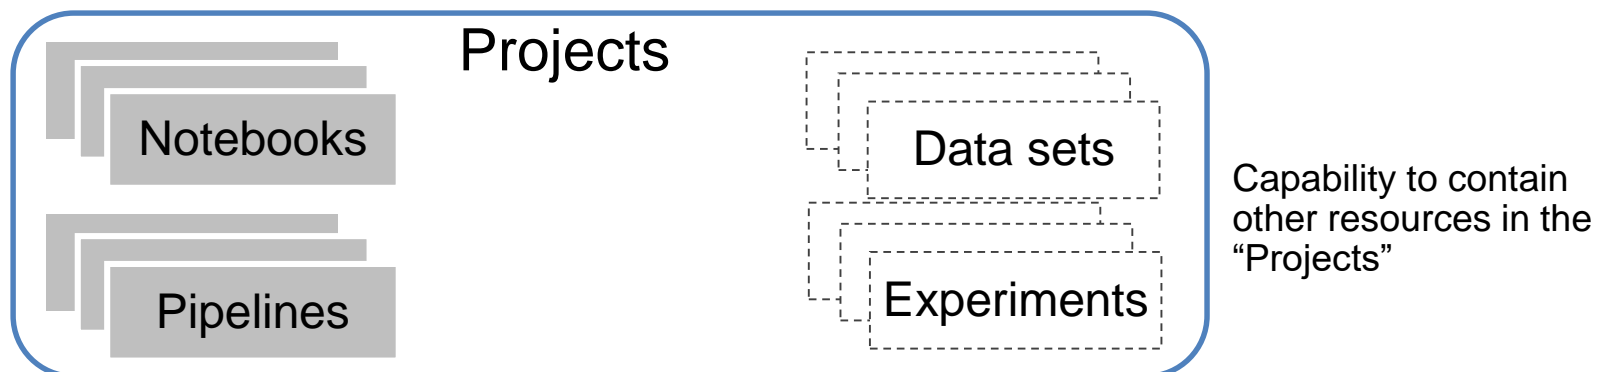 Projects
Notebooks
Data sets
Pipelines
Experiments
Capability to contain
other resources in the
“Projects”